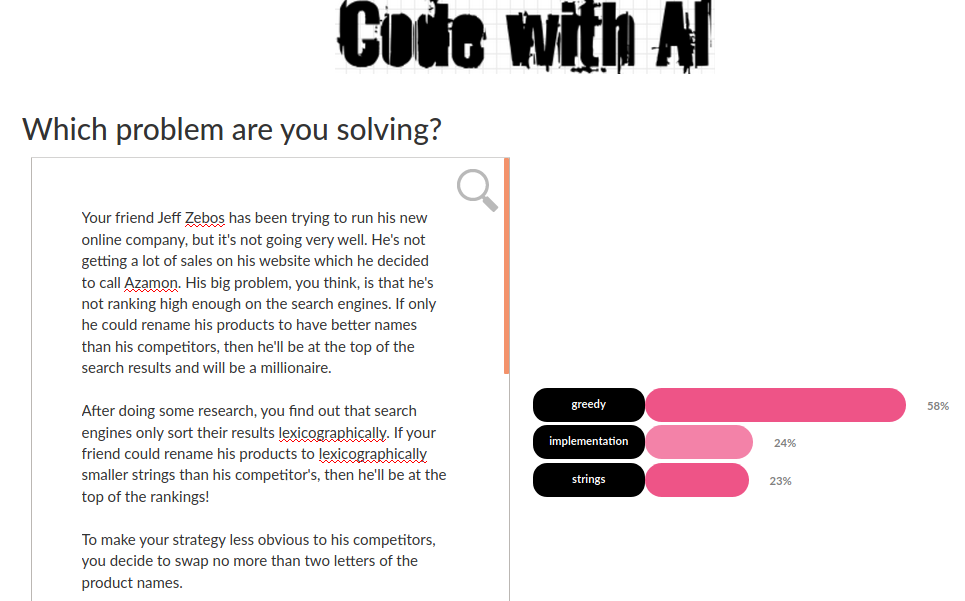 Code with AI
Which problem are you solving?
Your friend Jeff Zebos has been trying to run his new
online company, but it's not going very well. He's not
getting a lot of sales on his website which he decided
to call Azamon. His big problem, you think, is that he's
not ranking high enough on the search engines. If only
he could rename his products to have better names
than his competitors, then he'll be at the top of the
search results and will be a millionaire.
After doing some research, you find out that search
engines only sort their results lexicographically. If your
friend could rename his products to lexicographically
smaller strings than his competitor's, then he'll be at the
top of the rankings!
To make your strategy less obvious to his competitors,
you decide to swap no more than two letters of the
product names.
greedy 58%
implementation 24%
strings 23%